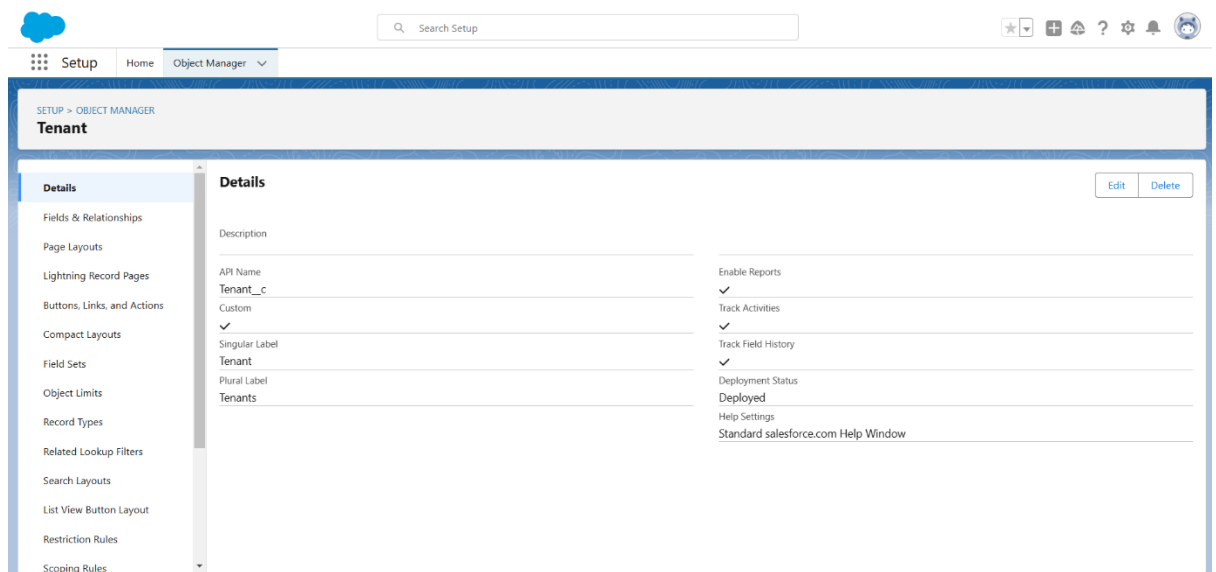 Search Setup
Setup
Home
Object Manager
SETUP > OBJECT MANAGER
Tenant
Details
Fields & Relationships
Page Layouts
Lightning Record Pages
Buttons, Links, and Actions
Compact Layouts
Field Sets
Object Limits
Record Types
Related Lookup Filters
Search Layouts
List View Button Layout
Restriction Rules
Scoping Rules
Details
Edit
Delete
Description
API Name
Tenant__c
Custom
Singular Label
Tenant
Plural Label
Tenants
Enable Reports
Track Activities
Track Field History
Deployment Status
Deployed
Help Settings
Standard salesforce.com Help Window